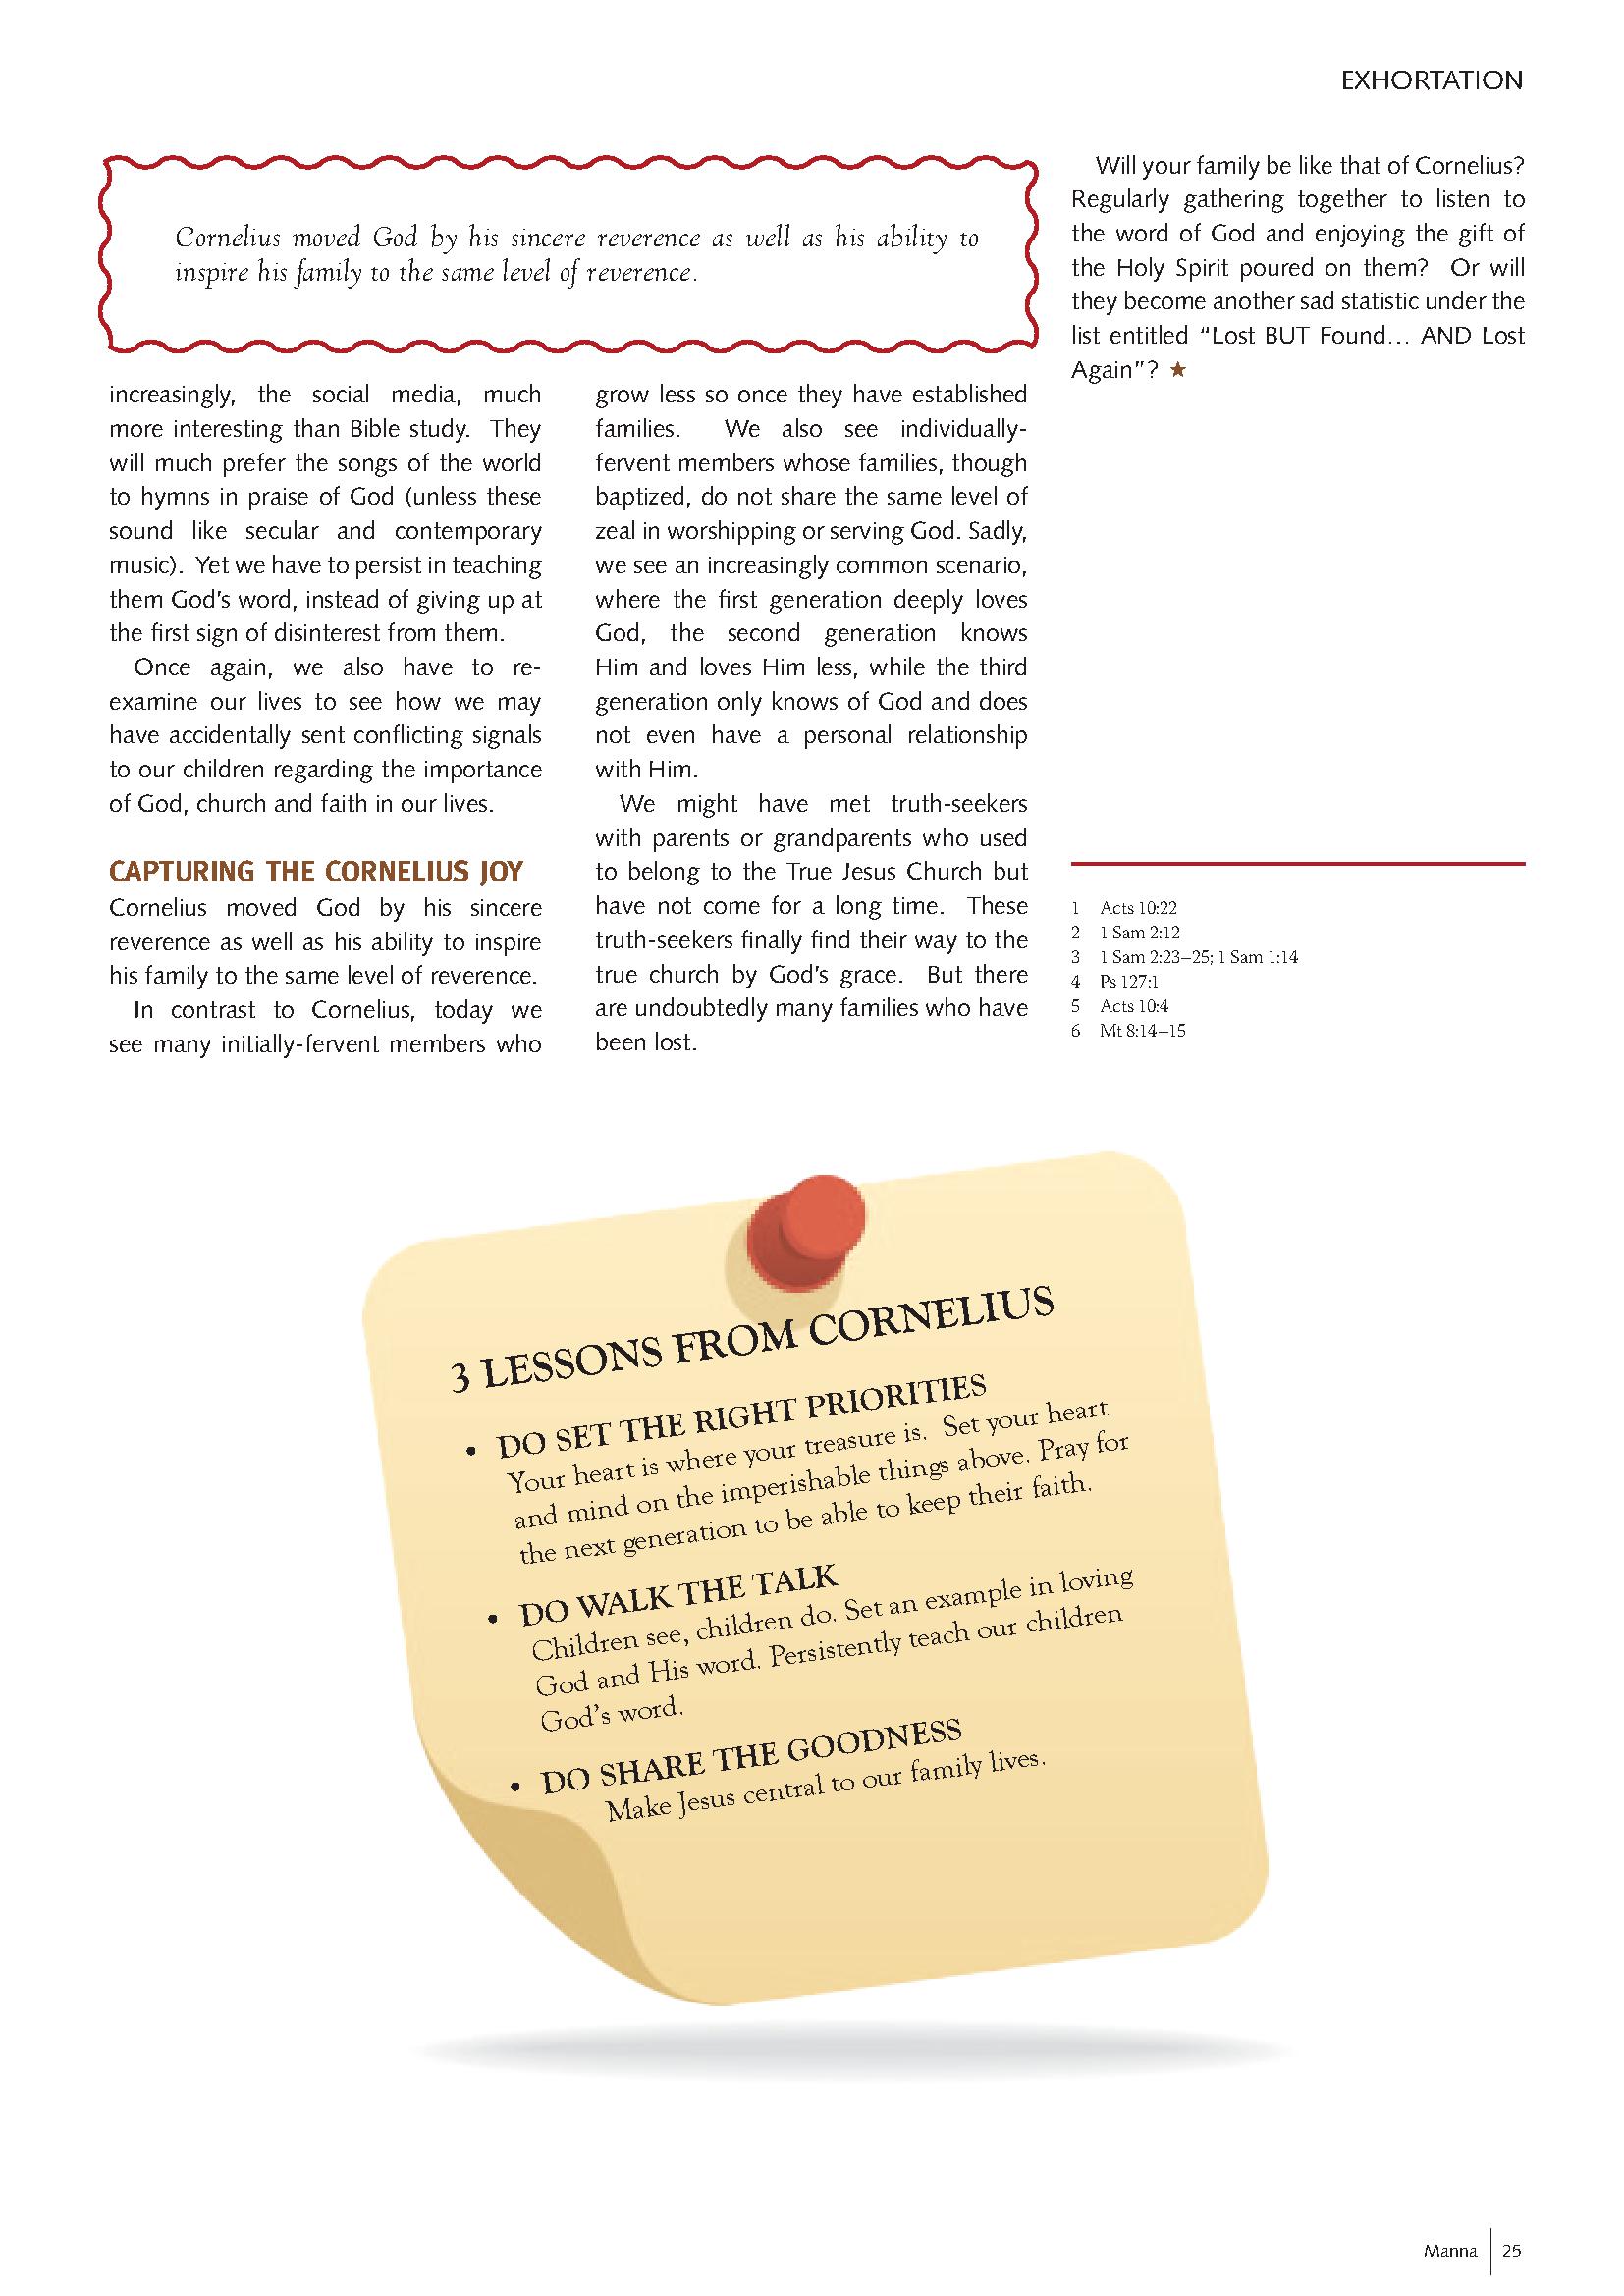 EXHORTATION
Cornelius moved God by his sincere reverence as well as his ability to
inspire his family to the same level of reverence.
increasingly, the social media, much
more interesting than Bible study. They
will much prefer the songs of the world
to hymns in praise of God (unless these
sound like secular and contemporary
music). Yet we have to persist in teaching
them God's word, instead of giving up at
the first sign of disinterest from them.
Once again, we also have to re-
examine our lives to see how we may
have accidentally sent conflicting signals
to our children regarding the importance
of God, church and faith in our lives.
CAPTURING THE CORNELIUS JOY
Cornelius moved God by his sincere
reverence as well as his ability to inspire
his family to the same level of reverence.
In contrast to Cornelius, today we
see many initially-fervent members who
grow less so once they have established
families. We also see individually-
fervent members whose families, though
baptized, do not share the same level of
zeal in worshipping or serving God. Sadly,
we see an increasingly common scenario,
where the first generation deeply loves
God, the second generation knows
Him and loves Him less, while the third
generation only knows of God and does
not even have a personal relationship
with Him.
We might have met truth-seekers
with parents or grandparents who used
to belong to the True Jesus Church but
have not come for a long time. These
truth-seekers finally find their way to the
true church by God's grace. But there
are undoubtedly many families who have
been lost.
Will your family be like that of Cornelius?
Regularly gathering together to listen to
the word of God and enjoying the gift of
the Holy Spirit poured on them? Or will
they become another sad statistic under the
list entitled "Lost BUT Found… AND Lost
Again"? ★
1 Acts 10:22
2 1 Sam 2:12
3 1 Sam 2:23–25; 1 Sam 1:14
4 Ps 127:1
5 Acts 10:4
6 Mt 8:14–15
3 LESSONS FROM CORNELIUS
• DO SET THE RIGHT PRIORITIES
Your heart is where your treasure is. Set your heart
and mind on the imperishable things above. Pray for
the next generation to be able to keep their faith.
• DO WALK THE TALK
Children see, children do. Set an example in loving
God and His word. Persistently teach our children
God's word.
• DO SHARE THE GOODNESS
Make Jesus central to our family lives.
Manna | 25